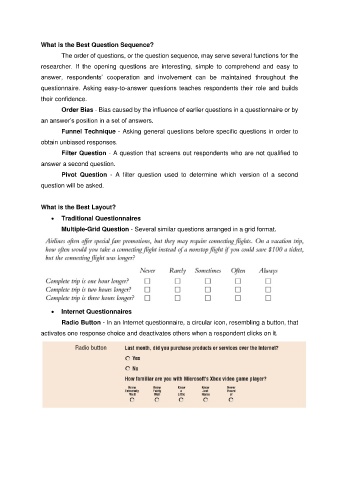 What is the Best Question Sequence?
The order of questions, or the question sequence, may serve several functions for the
researcher. If the opening questions are interesting, simple to comprehend and easy to
answer, respondents' cooperation and involvement can be maintained throughout the
questionnaire. Asking easy-to-answer questions teaches respondents their role and builds
their confidence.
Order Bias - Bias caused by the influence of earlier questions in a questionnaire or by
an answer's position in a set of answers.
Funnel Technique - Asking general questions before specific questions in order to
obtain unbiased responses.
Filter Question - A question that screens out respondents who are not qualified to
answer a second question.
Pivot Question - A filter question used to determine which version of a second
question will be asked.
What is the Best Layout?
• Traditional Questionnaires
Multiple-Grid Question - Several similar questions arranged in a grid format.
Airlines often offer special fare promotions, but they may require connecting flights. On a vacation trip,
how often would you take a connecting flight instead of a nonstop flight if you could save $100 a ticket,
but the connecting flight was longer?
Never Rarely Sometimes Often Always
Complete trip is one hour longer? ☐ ☐ ☐ ☐ ☐
Complete trip is two hours longer? ☐ ☐ ☐ ☐ ☐
Complete trip is three hours longer? ☐ ☐ ☐ ☐ ☐
• Internet Questionnaires
Radio Button - In an Internet questionnaire, a circular icon, resembling a button, that
activates one response choice and deactivates others when a respondent clicks on it.
Radio button Last month, did you purchase products or services over the Internet?
Yes
No
How familiar are you with Microsoft's Xbox video game player?
Know Know Know Know Never
Extremely Fairly a Just Heard
Well Well Little Name of